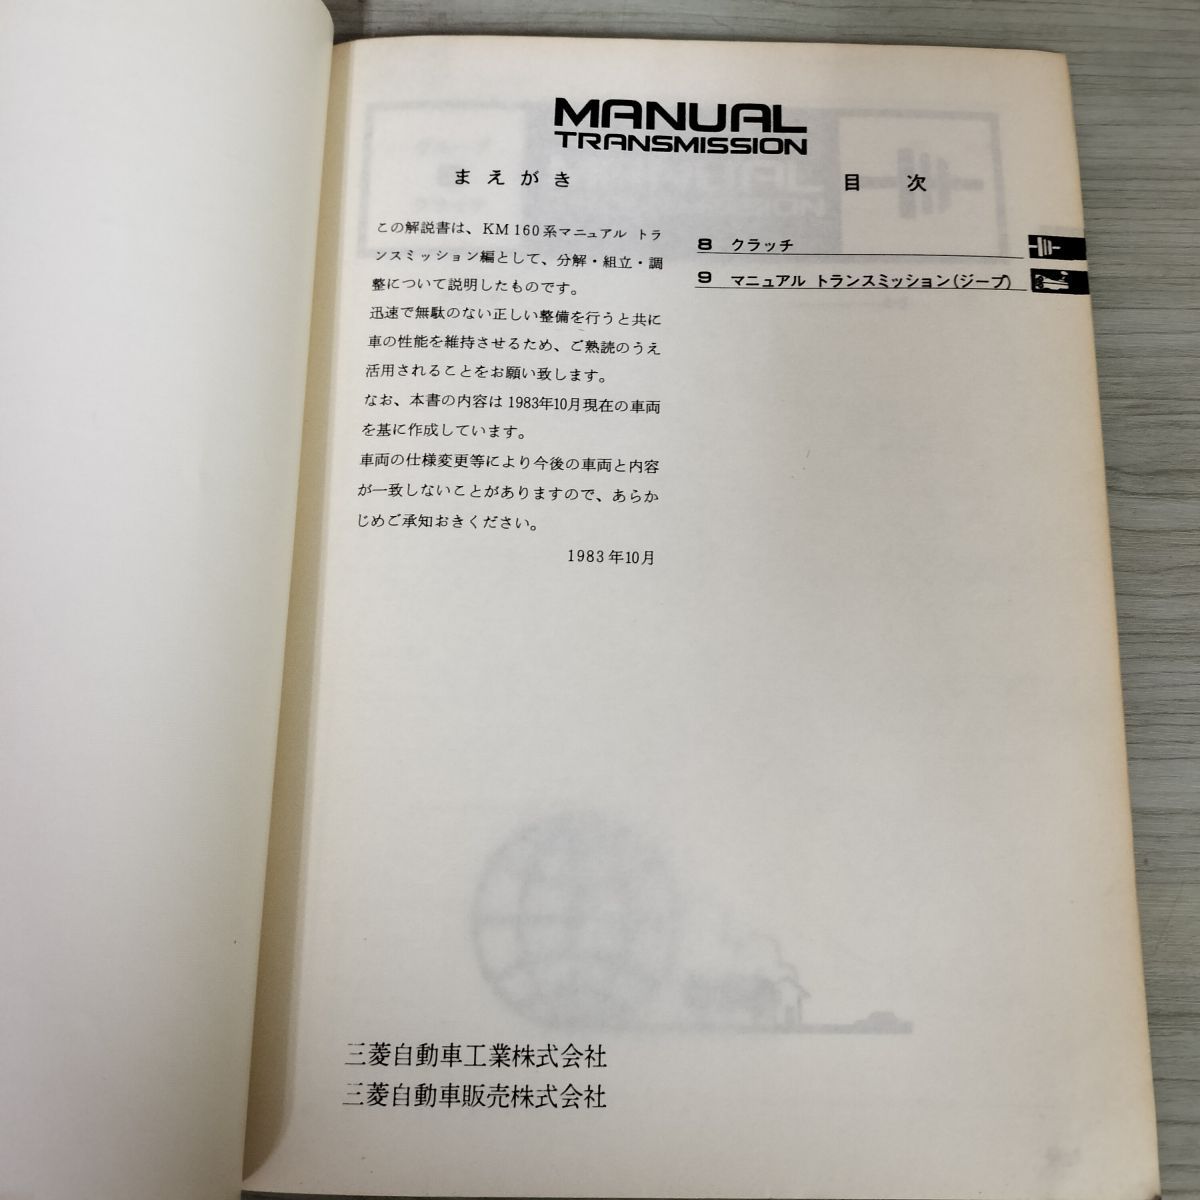 MANUAL
TRANSMISSION
まえがき
この解説書は、KM160系マニュアル トラ
ンスミッション編として、分解・組立・調
整について説明したものです。
迅速で無駄のない正しい整備を行うと共に
車の性能を維持させるため、ご熟読のうえ
活用されることをお願い致します。
なお、本書の内容は1983年10月現在の車両
を基に作成しています。
車両の仕様変更等により今後の車両と内容
が一致しないことがありますので、あらか
じめご承知おきください。
1983年10月
目次
8 クラッチ
9 マニュアル トランスミッション(ジープ)
三菱自動車工業株式会社
三菱自動車販売株式会社